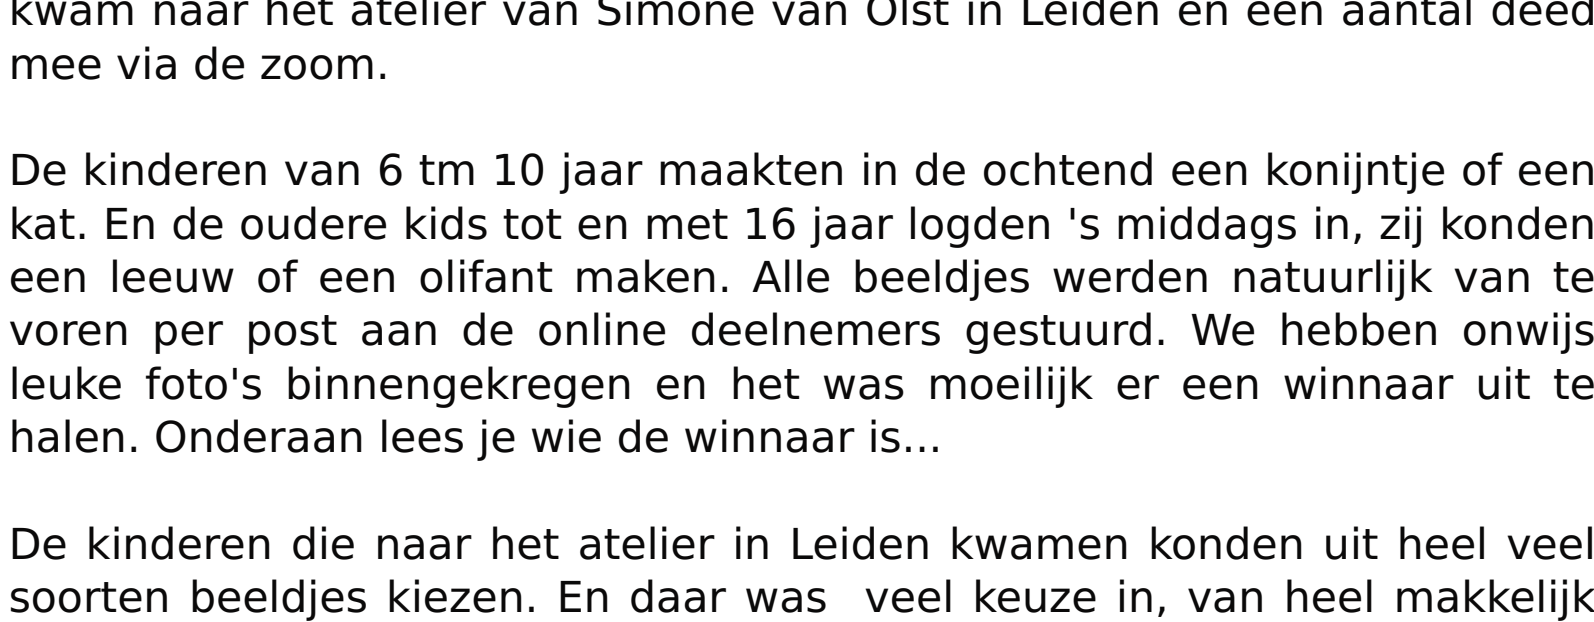 kwam naar het atelier van Simone van Olst in Leiden en een aantal deed
mee via de zoom.
De kinderen van 6 tm 10 jaar maakten in de ochtend een konijntje of een
kat. En de oudere kids tot en met 16 jaar logden 's middags in, zij konden
een leeuw of een olifant maken. Alle beeldjes werden natuurlijk van te
voren per post aan de online deelnemers gestuurd. We hebben onwijs
leuke foto's binnengekregen en het was moeilijk er een winnaar uit te
halen. Onderaan lees je wie de winnaar is...
De kinderen die naar het atelier in Leiden kwamen konden uit heel veel
soorten beeldjes kiezen. En daar was  veel keuze in, van heel makkelijk